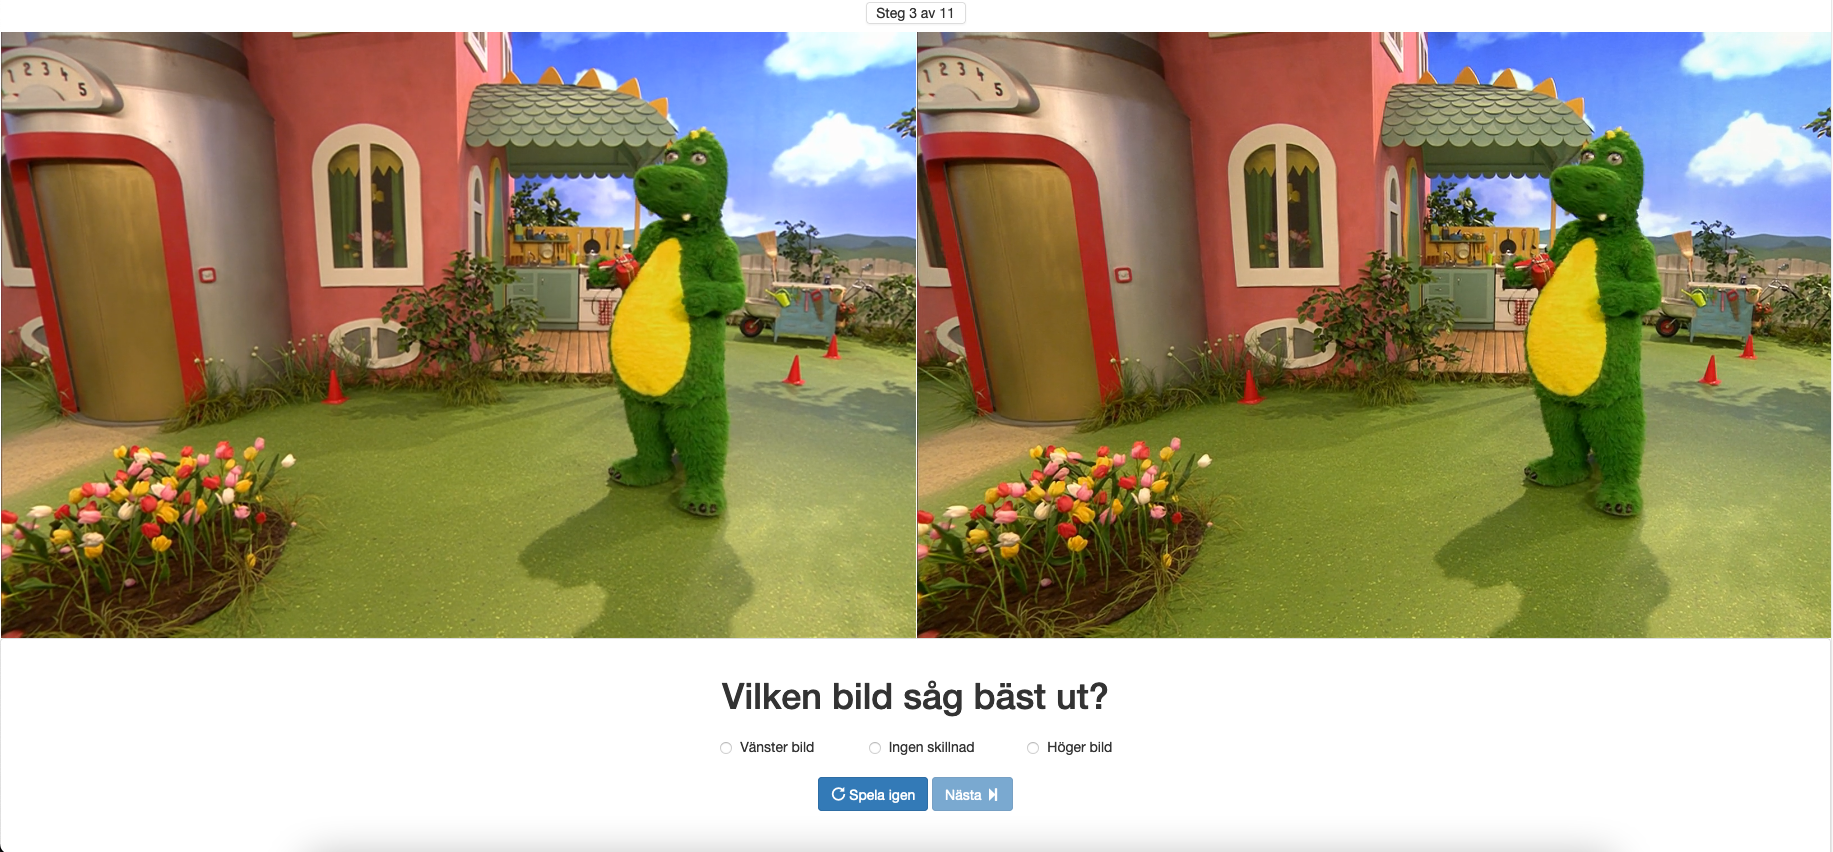 Steg 3 av 11
1 2 3 4 5
1 2 3 4 5
Vilken bild såg bäst ut?
Vänster bild Ingen skillnad Höger bild
Spela igen Nästa